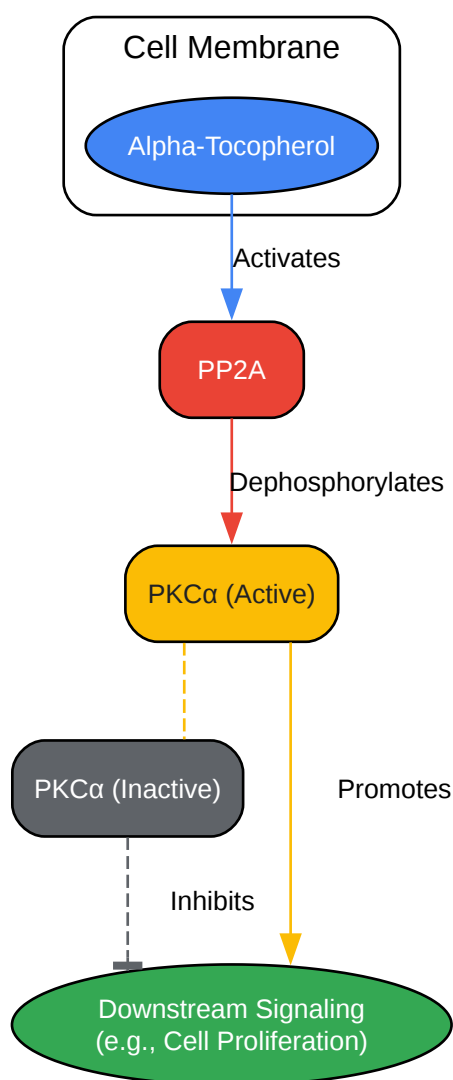 Cell Membrane
Alpha-Tocopherol
Activates
PP2A
Dephosphorylates
PKCα (Active)
PKCα (Inactive)
Promotes
Inhibits
Downstream Signaling
(e.g., Cell Proliferation)